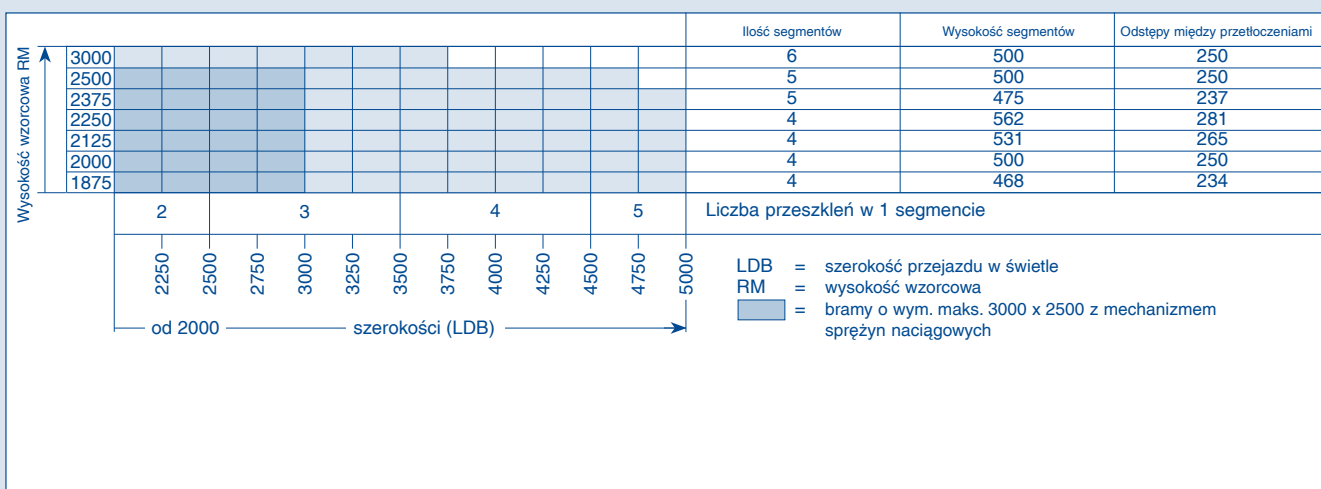 Ilość segmentów Wysokość segmentów Odstępy między przetłoczeniami
Wysokość wzorcowa RM
3000 6 500 250
2500 5 500 250
2375 5 475 237
2250 4 562 281
2125 4 531 265
2000 4 500 250
1875 4 468 234
2 3 4 5 Liczba przeszkleń w 1 segmencie
2250 2500 2750 3000 3250 3500 3750 4000 4250 4500 4750 5000
od 2000 szerokości (LDB)
LDB = szerokość przejazdu w świetle
RM = wysokość wzorcowa
= bramy o wym. maks. 3000 x 2500 z mechanizmem
sprężyn naciągowych